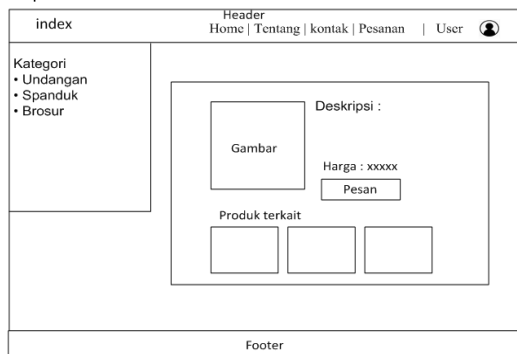 Header
index
Home | Tentang | kontak | Pesanan | User
Kategori
• Undangan
• Spanduk
• Brosur
Deskripsi :
Gambar
Harga : xxxxx
Pesan
Produk terkait
Footer